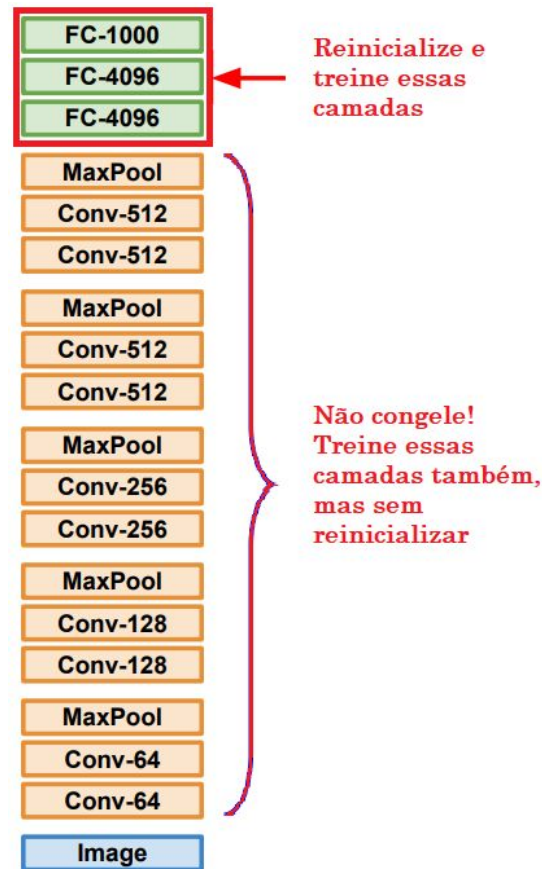 FC-1000
FC-4096
FC-4096
Reinicialize e
treine essas
camadas
MaxPool
Conv-512
Conv-512
MaxPool
Conv-512
Conv-512
MaxPool
Conv-256
Conv-256
MaxPool
Conv-128
Conv-128
MaxPool
Conv-64
Conv-64
Não congele!
Treine essas
camadas também,
mas sem
reinicializar
Image